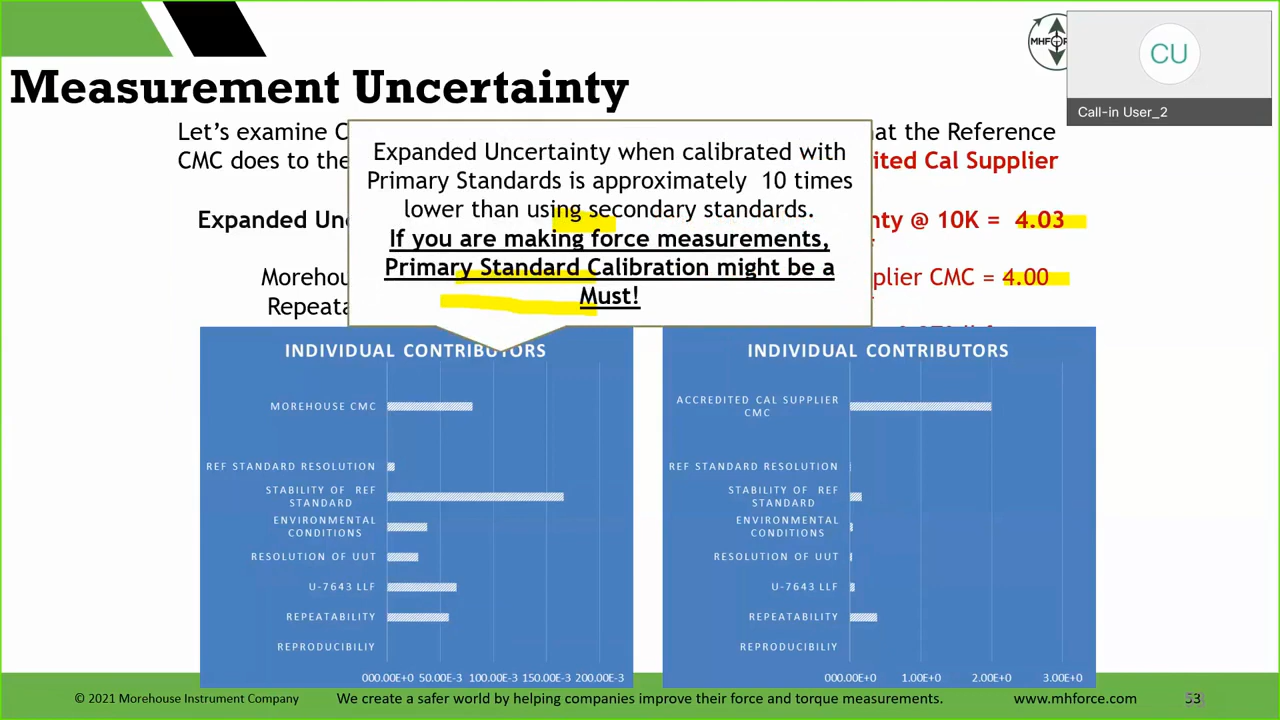 MHF RCE
CU
Call-in User_2
Measurement Uncertainty
Let's examine C
at the Reference
CMC does to the
ited Cal Supplier
Expanded Uncertainty when calibrated with
Primary Standards is approximately 10 times
lower than using secondary standards.
If you are making force measurements,
Primary Standard Calibration might be a
Must!
Expanded Un
nty @ 10K = 4.03
Morehou
plier CMC = 4.00
Repeata
INDIVIDUAL CONTRIBUTORS
MOREHOUSE CMC
REF STANDARD RESOLUTION
STABILITY OF REF
STANDARD
ENVIRONMENTAL
CONDITIONS
RESOLUTION OF UUT
U-7643 LLF
REPEATABILITY
REPRODUCIBILIY
000.00E+0 50.00E-3 100.00E-3 150.00E-3 200.00E-3
INDIVIDUAL CONTRIBUTORS
ACCREDITED CAL SUPPLIER
CMC
REF STANDARD RESOLUTION
STABILITY OF REF
STANDARD
ENVIRONMENTAL
CONDITIONS
RESOLUTION OF UUT
U-7643 LLF
REPEATABILITY
REPRODUCIBILIY
000.00E+0 1.00E+0 2.00E+0 3.00E+0
© 2021 Morehouse Instrument Company We create a safer world by helping companies improve their force and torque measurements. www.mhforce.com 53